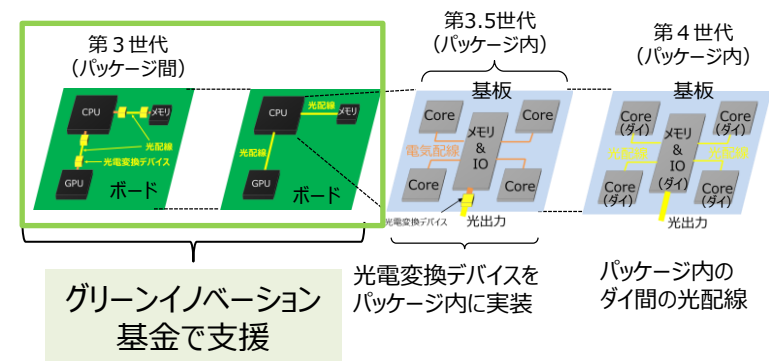 第３世代
（パッケージ間）
CPU
メモリ
光配線
光電変換デバイス
GPU
ボード
CPU
光配線
メモリ
光配線
GPU
ボード
第3.5世代
（パッケージ内）
基板
Core
Core
メモリ
&
IO
電気配線
Core
Core
光電変換デバイス
光出力
第４世代
（パッケージ内）
基板
Core
(ダイ)
Core
(ダイ)
メモリ
&
IO
(ダイ)
光配線
光配線
Core
(ダイ)
Core
(ダイ)
光出力
グリーンイノベーション
基金で支援
光電変換デバイスを
パッケージ内に実装
パッケージ内の
ダイ間の光配線